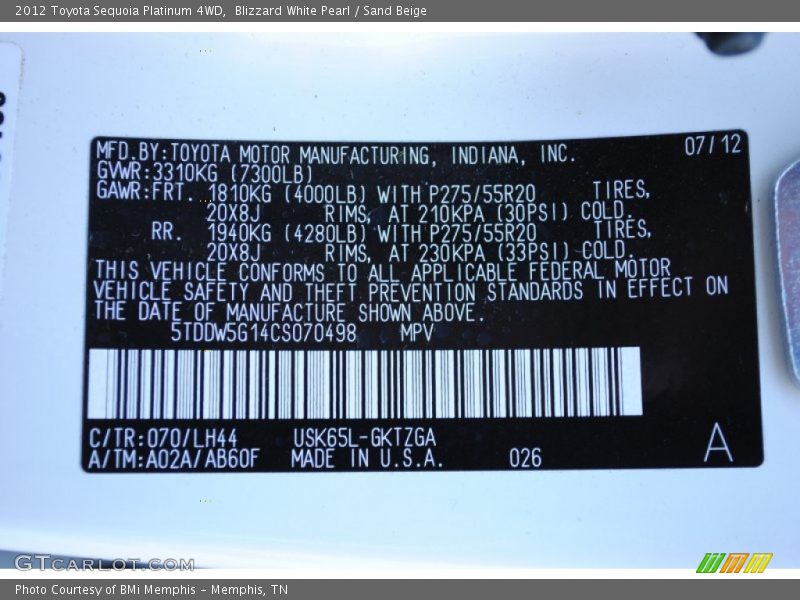 2012 Toyota Sequoia Platinum 4WD, Blizzard White Pearl / Sand Beige
MFD.BY:TOYOTA MOTOR MANUFACTURING, INDIANA, INC. 07/12
GVWR:3310KG (7300LB)
GAWR:FRT. 1810KG (4000LB) WITH P275/55R20 TIRES,
20X8J RIMS, AT 210KPA (30PSI) COLD.
RR. 1940KG (4280LB) WITH P275/55R20 TIRES,
20X8J RIMS, AT 230KPA (33PSI) COLD.
THIS VEHICLE CONFORMS TO ALL APPLICABLE FEDERAL MOTOR
VEHICLE SAFETY AND THEFT PREVENTION STANDARDS IN EFFECT ON
THE DATE OF MANUFACTURE SHOWN ABOVE.
5TDDW5G14CS070498 MPV
C/TR:070/LH44 USK65L-GKTZGA
A/TM:A02A/AB60F MADE IN U.S.A. 026 A
GTcarlot.com
Photo Courtesy of BMi Memphis - Memphis, TN